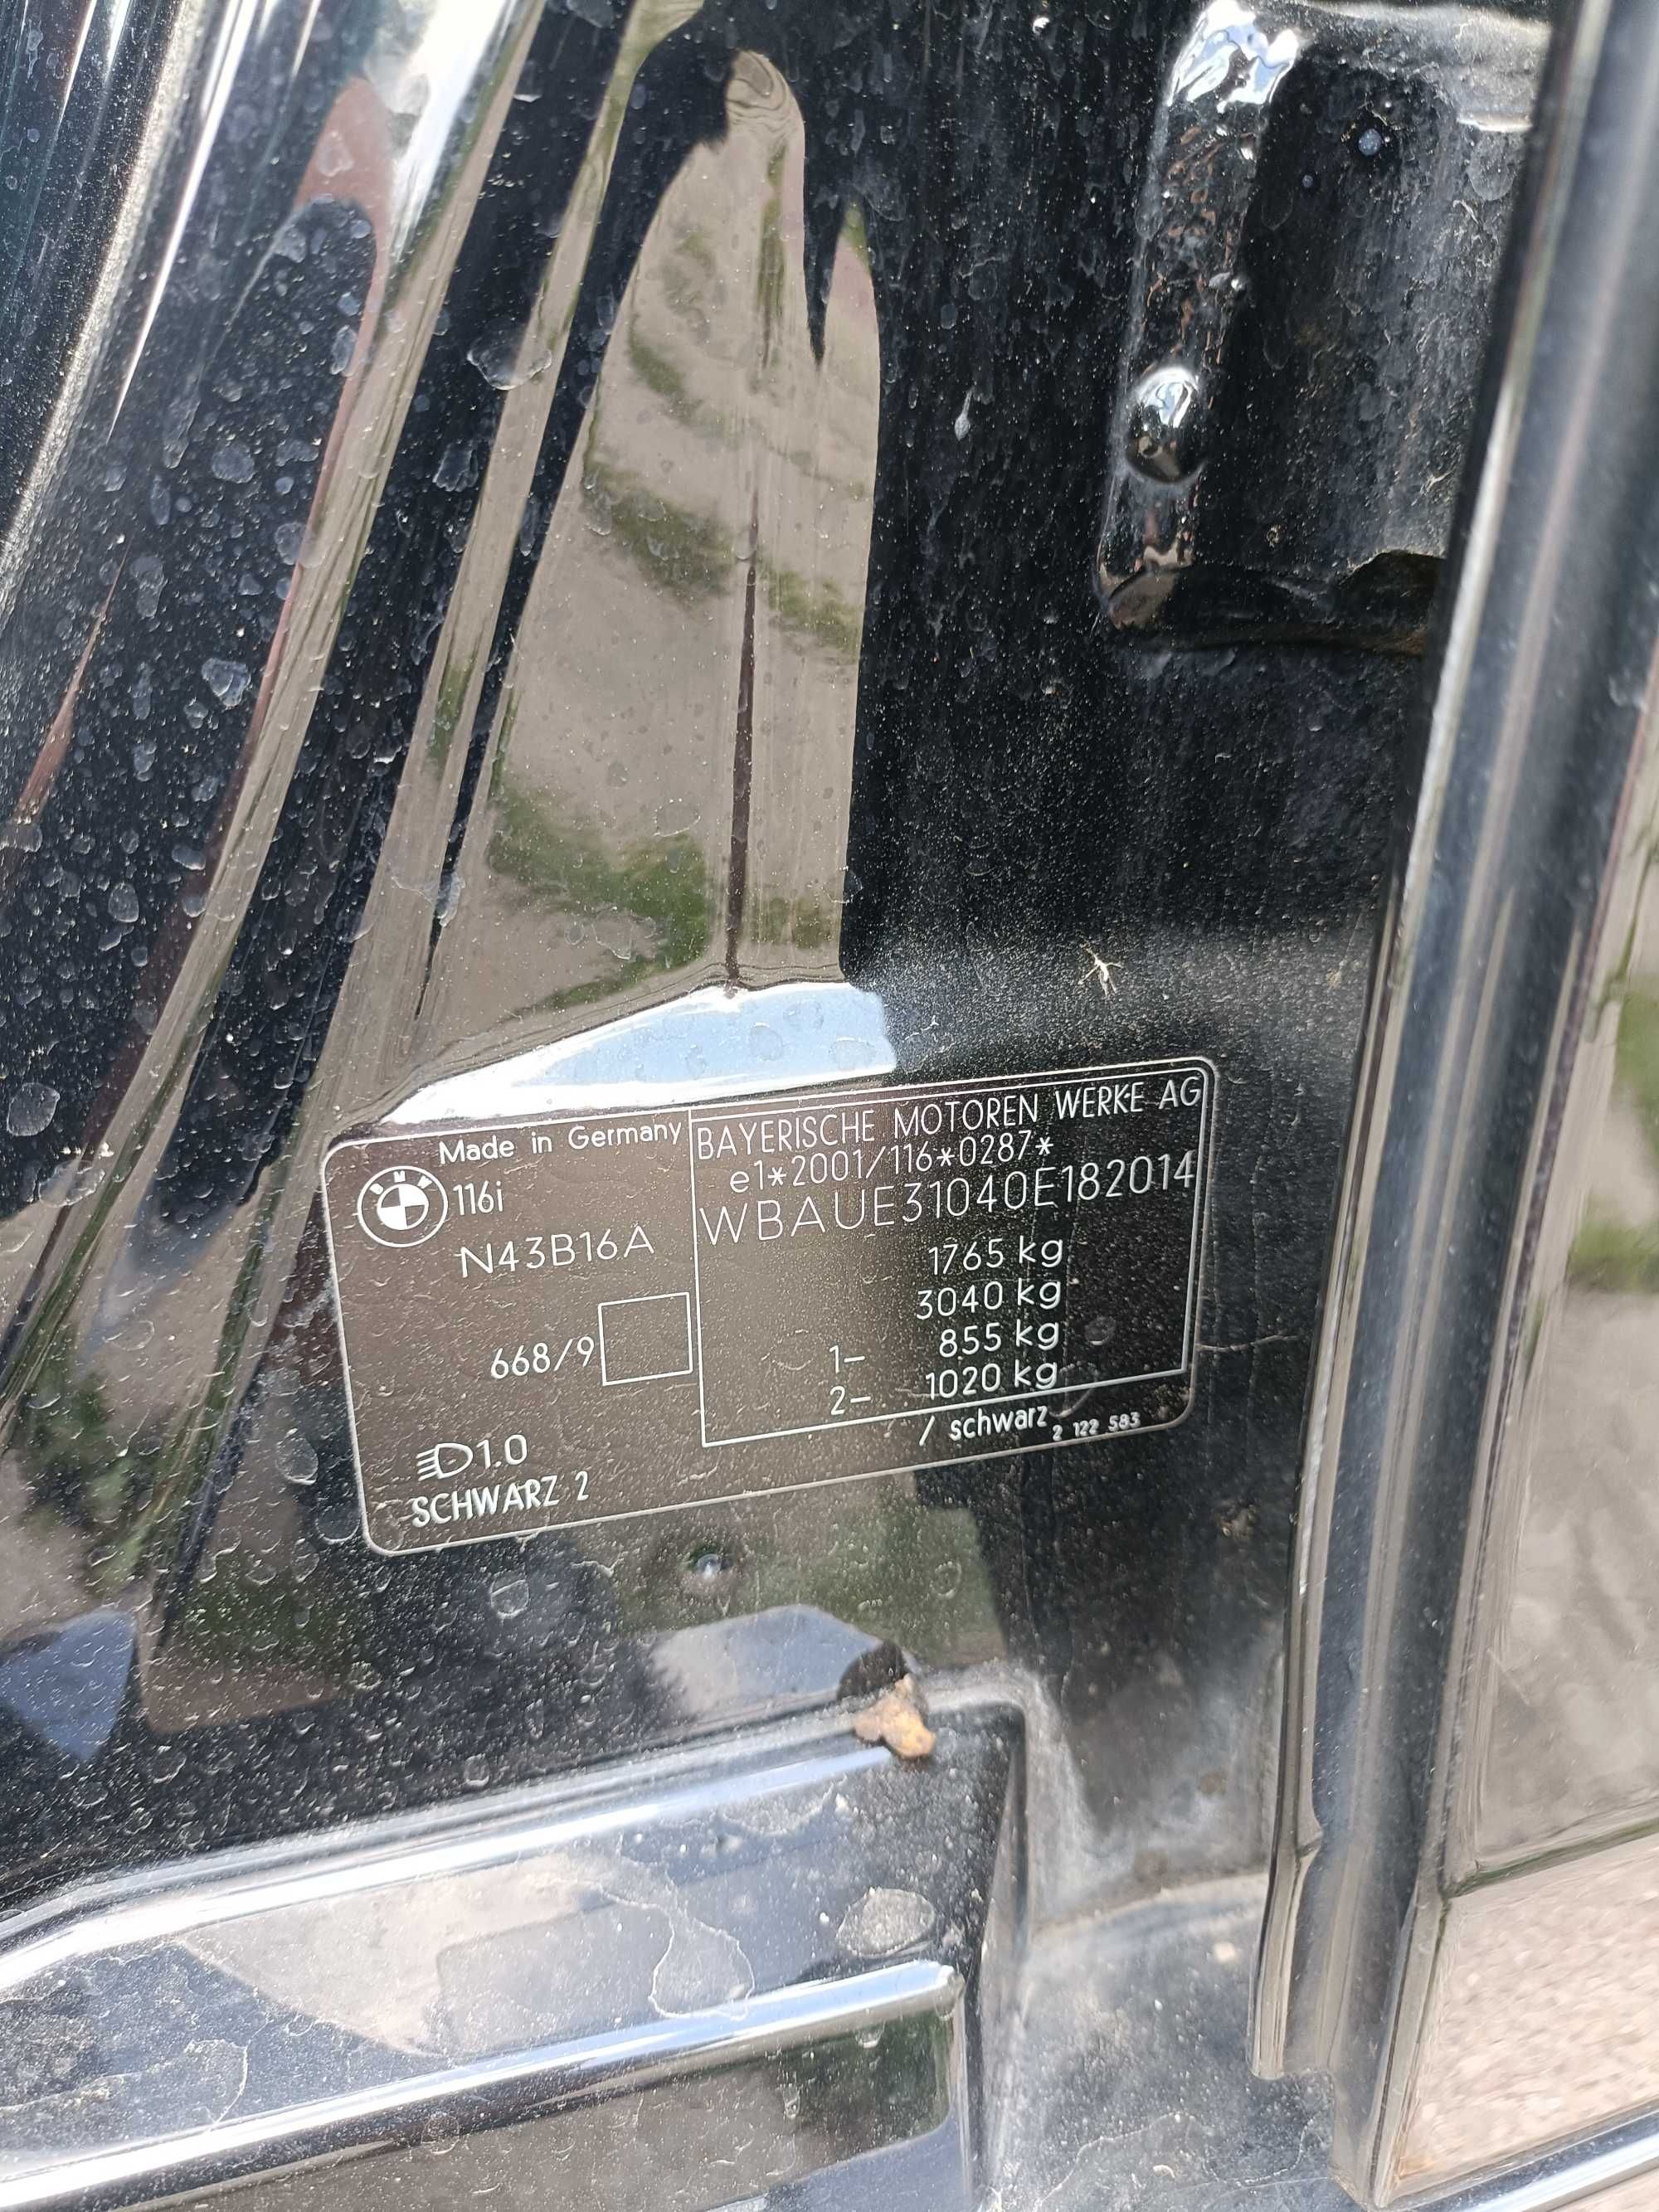 Made in Germany
BMW
116i
N43B16A
668/9
1.0
SCHWARZ 2
BAYERISCHE MOTOREN WERKE AG
e1*2001/116*0287*
WBAUE31040E182014
1765 kg
3040 kg
1- 855 kg
2- 1020 kg
/ schwarz
2 122 583